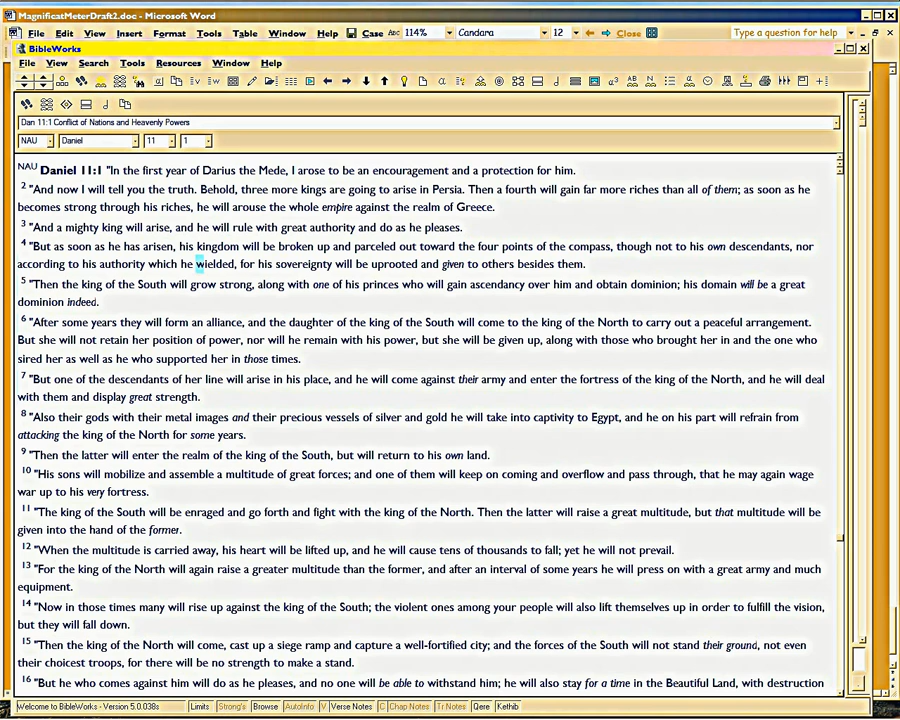 MagnificatMeterDraft2.doc - Microsoft Word
File Edit View Insert Format Tools Table Window Help Case ABC 114% Candara 12 Close Type a question for help
BibleWorks
File View Search Tools Resources Window Help
Dan 11:1 Conflict of Nations and Heavenly Powers
NAU Daniel 11 1
NAU Daniel 11:1 "In the first year of Darius the Mede, I arose to be an encouragement and a protection for him.
2 "And now I will tell you the truth. Behold, three more kings are going to arise in Persia. Then a fourth will gain far more riches than all of them; as soon as he
becomes strong through his riches, he will arouse the whole empire against the realm of Greece.
3 "And a mighty king will arise, and he will rule with great authority and do as he pleases.
4 "But as soon as he has arisen, his kingdom will be broken up and parceled out toward the four points of the compass, though not to his own descendants, nor
according to his authority which he wielded, for his sovereignty will be uprooted and given to others besides them.
5 "Then the king of the South will grow strong, along with one of his princes who will gain ascendancy over him and obtain dominion; his domain will be a great
dominion indeed.
6 "After some years they will form an alliance, and the daughter of the king of the South will come to the king of the North to carry out a peaceful arrangement.
But she will not retain her position of power, nor will he remain with his power, but she will be given up, along with those who brought her in and the one who
sired her as well as he who supported her in those times.
7 "But one of the descendants of her line will arise in his place, and he will come against their army and enter the fortress of the king of the North, and he will deal
with them and display great strength.
8 "Also their gods with their metal images and their precious vessels of silver and gold he will take into captivity to Egypt, and he on his part will refrain from
attacking the king of the North for some years.
9 "Then the latter will enter the realm of the king of the South, but will return to his own land.
10 "His sons will mobilize and assemble a multitude of great forces; and one of them will keep on coming and overflow and pass through, that he may again wage
war up to his very fortress.
11 "The king of the South will be enraged and go forth and fight with the king of the North. Then the latter will raise a great multitude, but that multitude will be
given into the hand of the former.
12 "When the multitude is carried away, his heart will be lifted up, and he will cause tens of thousands to fall; yet he will not prevail.
13 "For the king of the North will again raise a greater multitude than the former, and after an interval of some years he will press on with a great army and much
equipment.
14 "Now in those times many will rise up against the king of the South; the violent ones among your people will also lift themselves up in order to fulfill the vision,
but they will fall down.
15 "Then the king of the North will come, cast up a siege ramp and capture a well-fortified city; and the forces of the South will not stand their ground, not even
their choicest troops, for there will be no strength to make a stand.
16 "But he who comes against him will do as he pleases, and no one will be able to withstand him; he will also stay for a time in the Beautiful Land, with destruction
Welcome to BibleWorks - Version 5.0.038s Limits Strong's Browse AutoInfo V Verse Notes C Chap Notes Tr Notes Qere Kethib